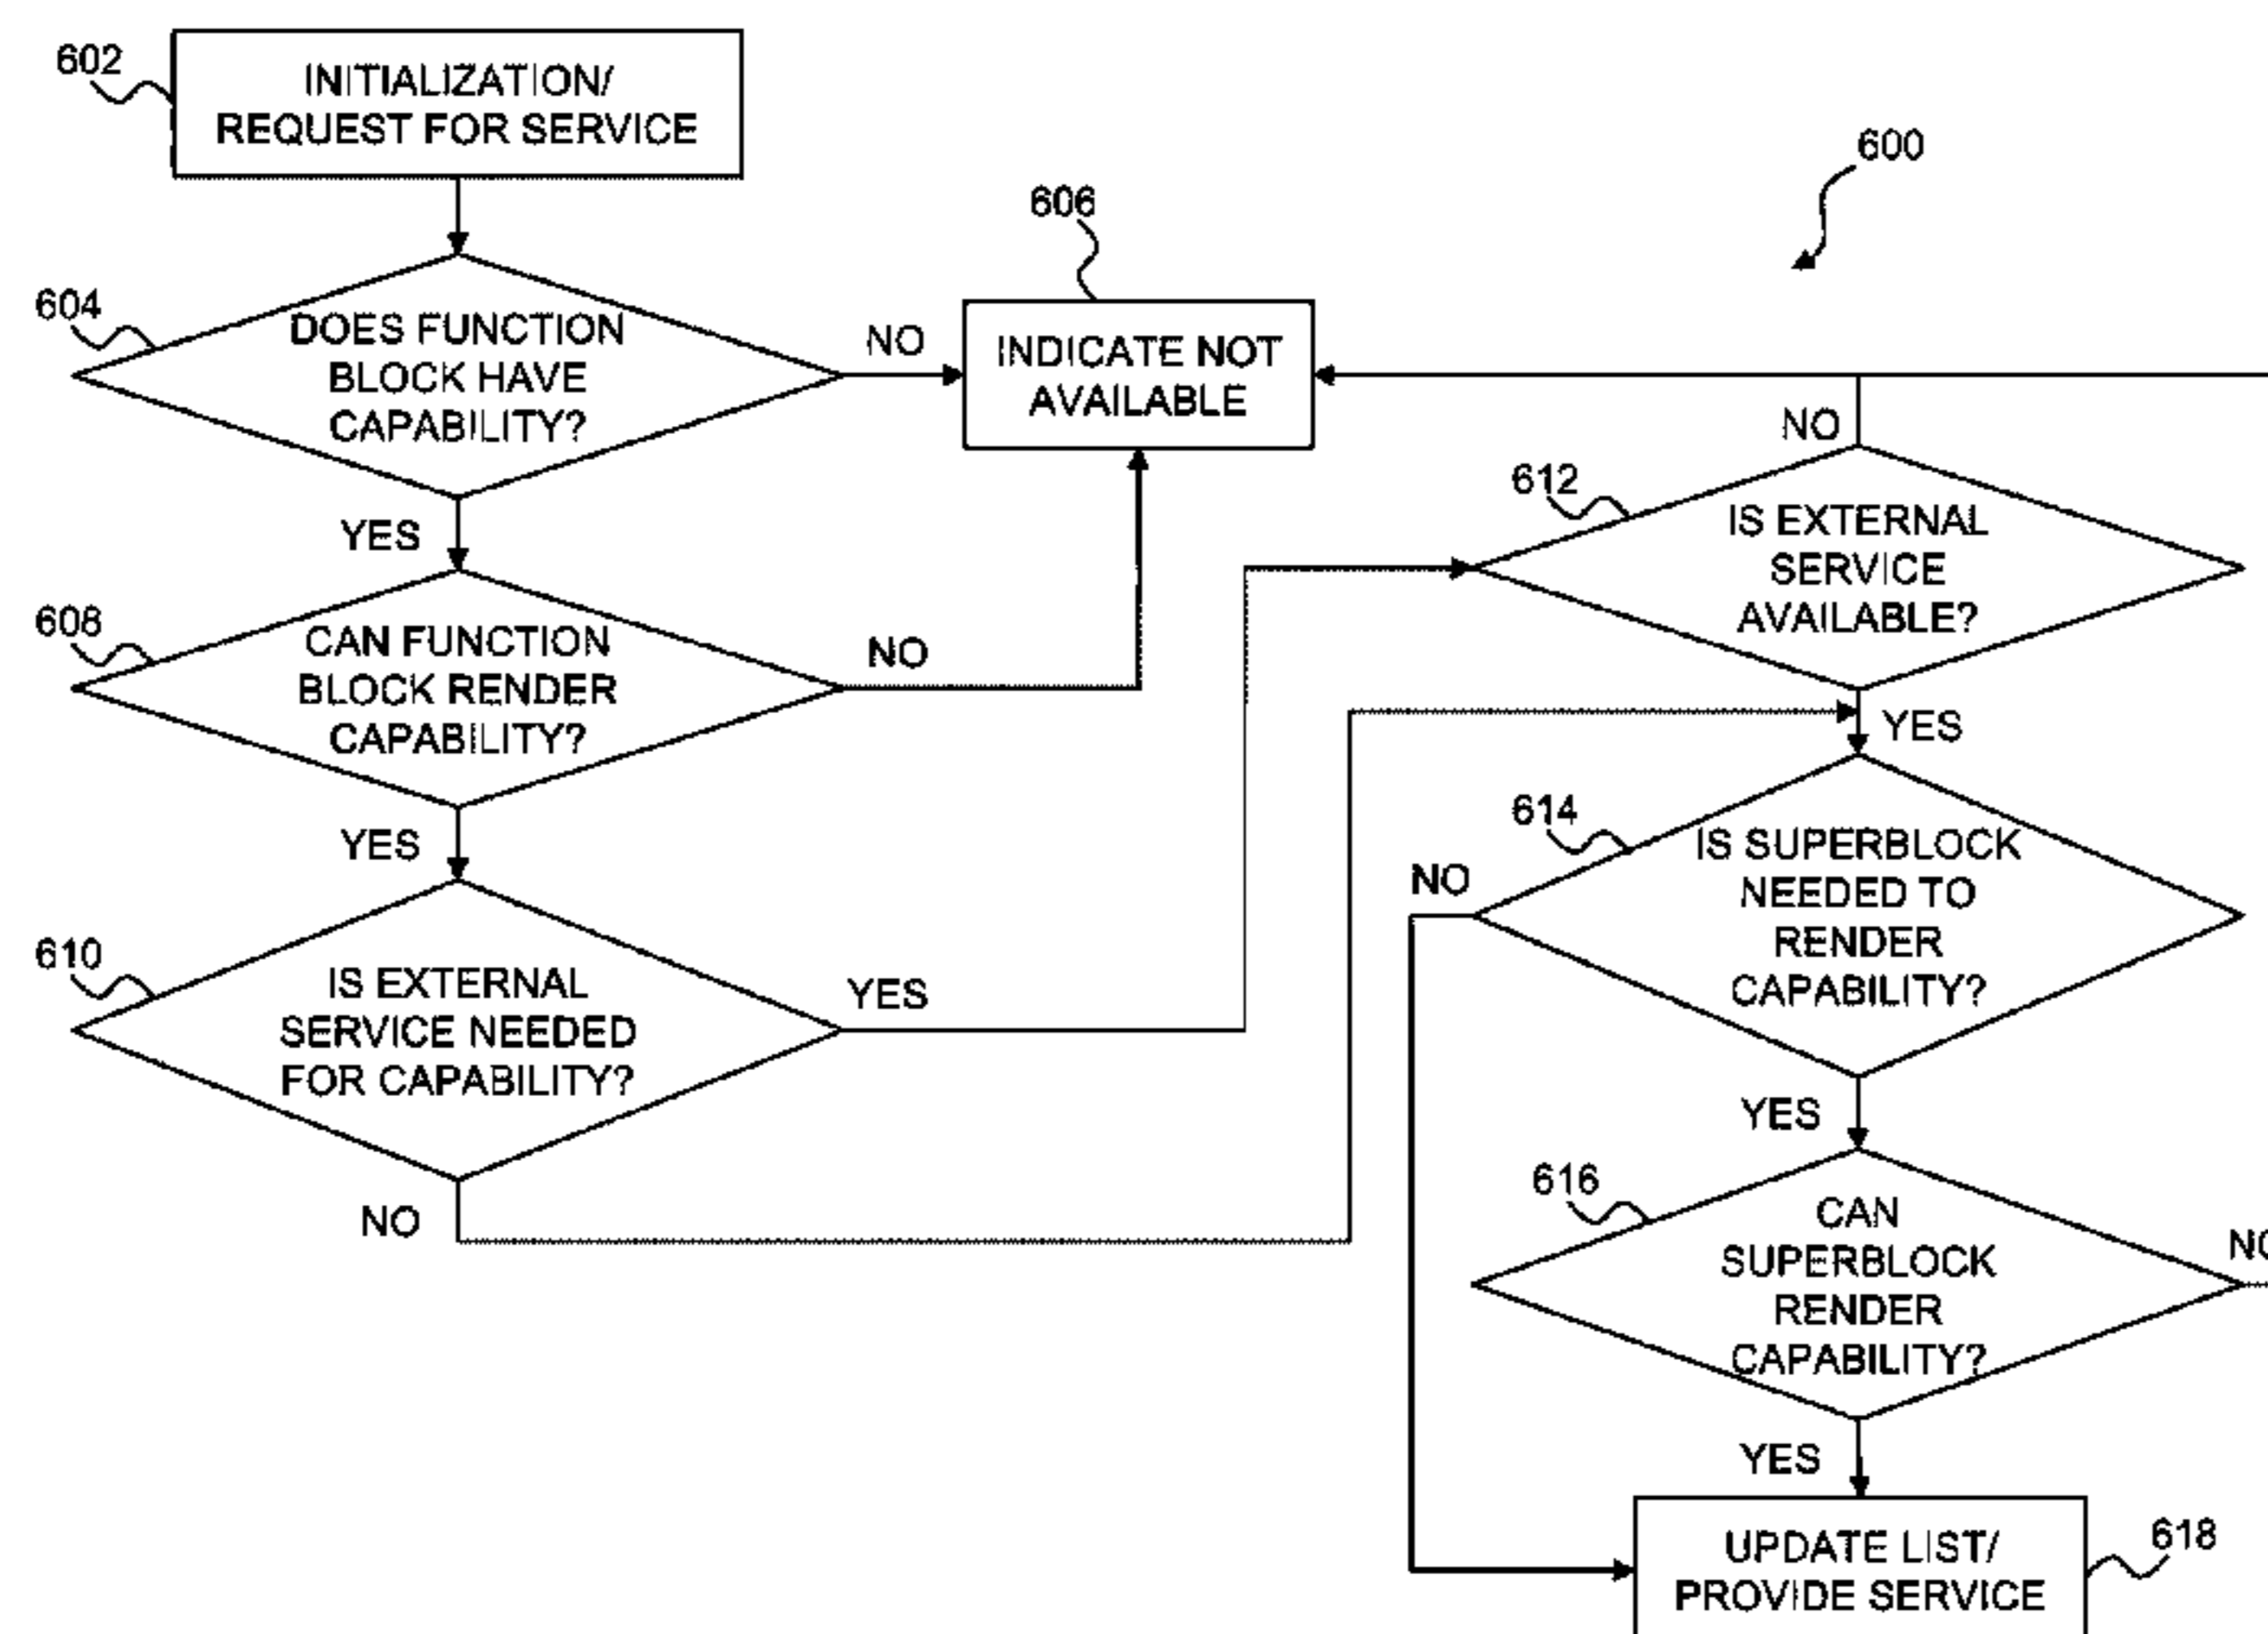 602
INITIALIZATION/
REQUEST FOR SERVICE
600
606
604
DOES FUNCTION
BLOCK HAVE
CAPABILITY?
NO
INDICATE NOT
AVAILABLE
NO
612
IS EXTERNAL
SERVICE
AVAILABLE?
YES
608
CAN FUNCTION
BLOCK RENDER
CAPABILITY?
NO
YES
YES
614
IS SUPERBLOCK
NEEDED TO
RENDER
CAPABILITY?
NO
610
IS EXTERNAL
SERVICE NEEDED
FOR CAPABILITY?
YES
NO
YES
616
CAN
SUPERBLOCK
RENDER
CAPABILITY?
NO
YES
UPDATE LIST/
PROVIDE SERVICE
618